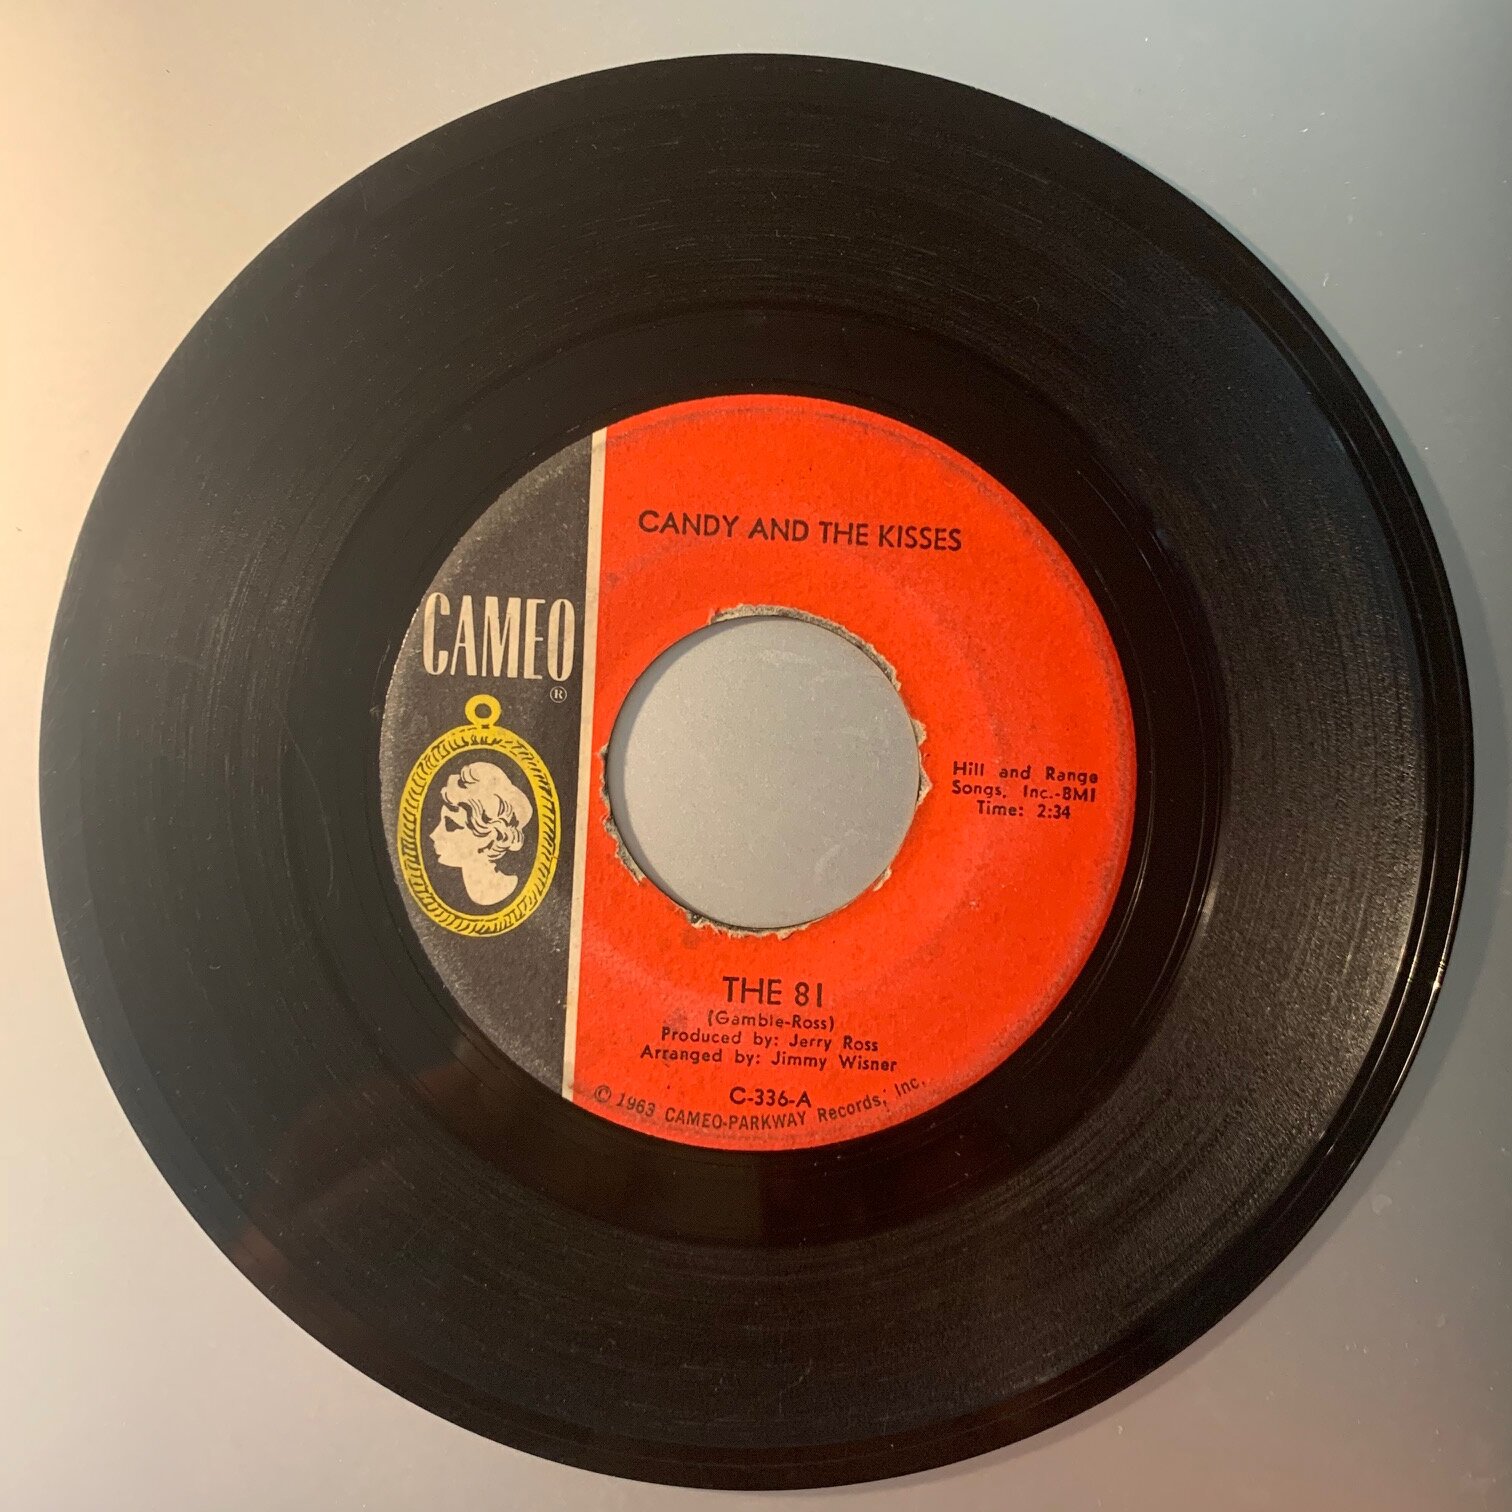 CANDY AND THE KISSES
CAMEO
®
Hill and Range
Songs, Inc.-BMI
Time: 2:34
THE 81
(Gamble-Ross)
Produced by: Jerry Ross
Arranged by: Jimmy Wisner
C-336-A
© 1963 CAMEO-PARKWAY Records, Inc.